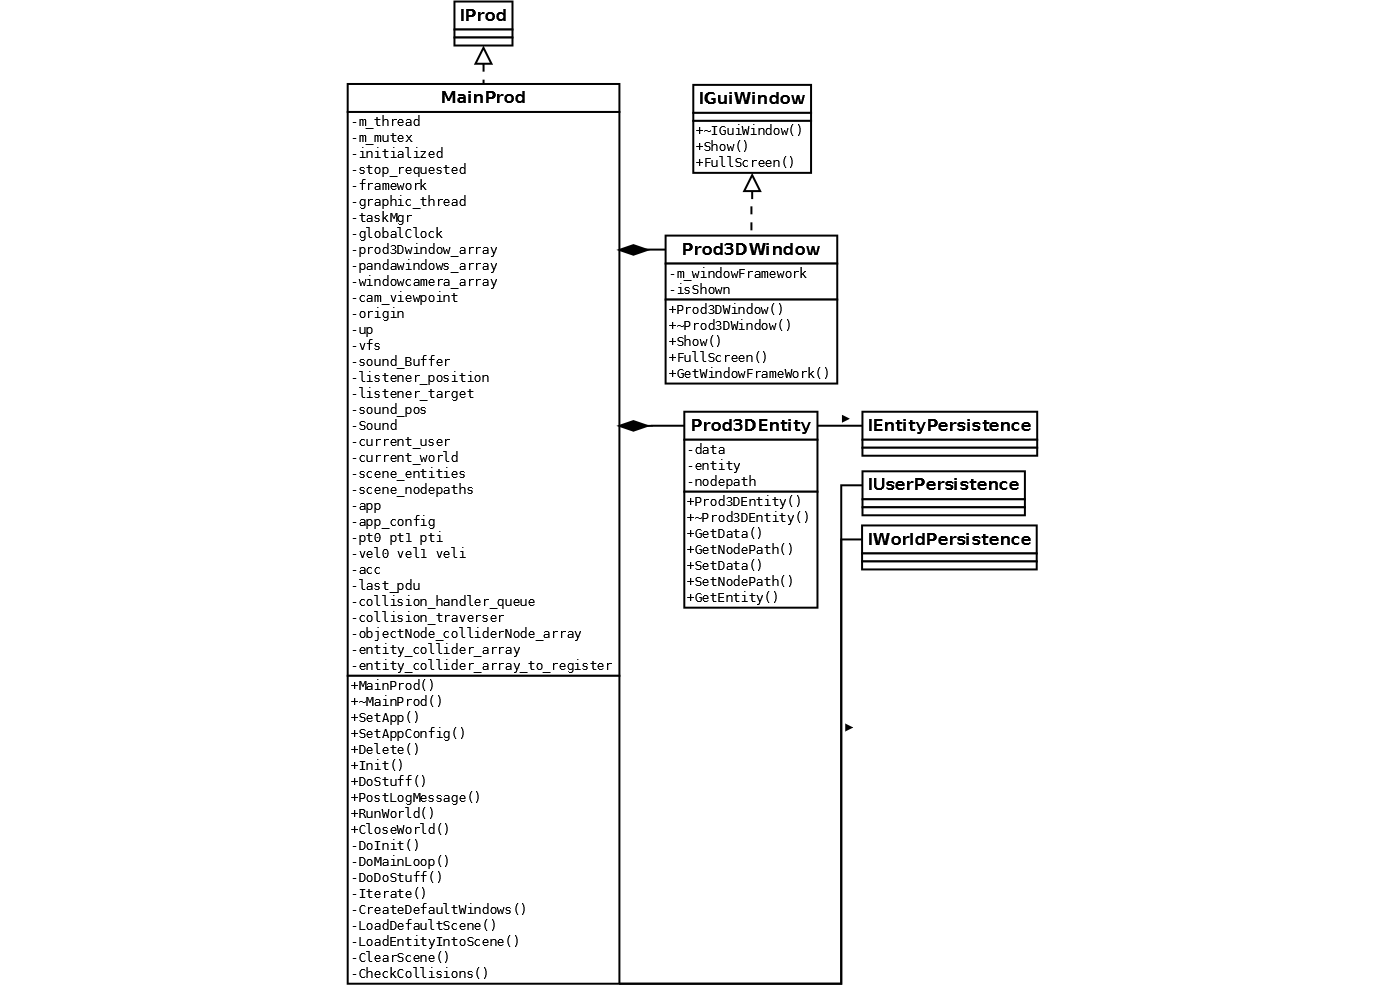 IProd
MainProd
-m_thread
-m_mutex
-initialized
-stop_requested
-framework
-graphic_thread
-taskMgr
-globalClock
-prod3Dwindow_array
-pandawindows_array
-windowcamera_array
-cam_viewpoint
-origin
-up
-vfs
-sound_Buffer
-listener_position
-listener_target
-sound_pos
-Sound
-current_user
-current_world
-scene_entities
-scene_nodepaths
-app
-app_config
-pt0 pt1 pti
-vel0 vel1 veli
-acc
-last_pdu
-collision_handler_queue
-collision_traverser
-objectNode_colliderNode_array
-entity_collider_array
-entity_collider_array_to_register
+MainProd()
+~MainProd()
+SetApp()
+SetAppConfig()
+Delete()
+Init()
+DoStuff()
+PostLogMessage()
+RunWorld()
+CloseWorld()
-DoInit()
-DoMainLoop()
-DoDoStuff()
-Iterate()
-CreateDefaultWindows()
-LoadDefaultScene()
-LoadEntityIntoScene()
-ClearScene()
-CheckCollisions()
IGuiWindow
+~IGuiWindow()
+Show()
+FullScreen()
Prod3DWindow
-m_windowFramework
-isShown
+Prod3DWindow()
+~Prod3DWindow()
+Show()
+FullScreen()
+GetWindowFrameWork()
Prod3DEntity
-data
-entity
-nodepath
+Prod3DEntity()
+~Prod3DEntity()
+GetData()
+GetNodePath()
+SetData()
+SetNodePath()
+GetEntity()
IEntityPersistence
IUserPersistence
IWorldPersistence